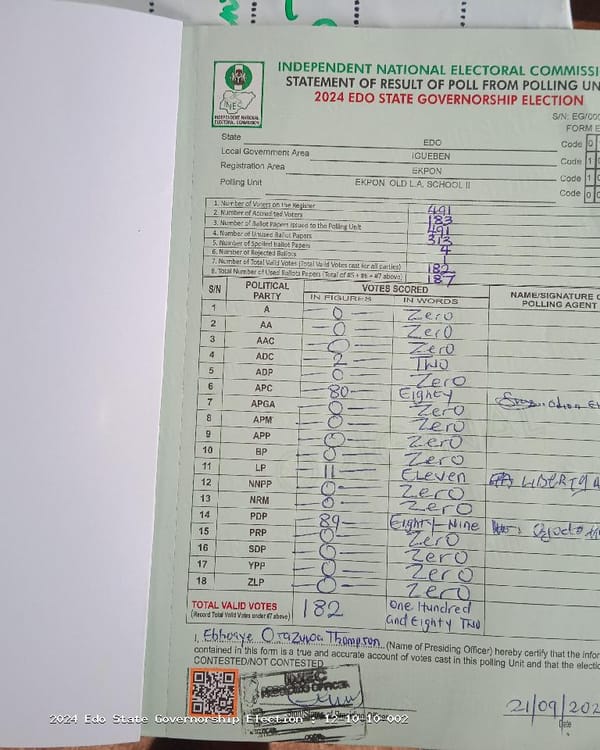 INEC
INDEPENDENT NATIONAL ELECTORAL COMMISSION
INDEPENDENT NATIONAL ELECTORAL COMMISSI
STATEMENT OF RESULT OF POLL FROM POLLING UN
2024 EDO STATE GOVERNORSHIP ELECTION
S/N: EG/000
FORM E
State EDO Code 0
Local Government Area IGUEBEN Code 1
Registration Area EKPON Code 1 0
Polling Unit EKPON OLD L.A. SCHOOL II Code 0 0
1. Number of Voters on the Register 491
2. Number of Accredited Voters 183
3. Number of Ballot Papers Issued to the Polling Unit 491
4. Number of Unused Ballot Papers 313
5. Number of Spoiled Ballot Papers 4
6. Number of Rejected Ballots 1
7. Number of Total Valid Votes (Total Valid Votes cast for all parties) 182
8. Total Number of Used Ballots Papers (Total of #5 + #6 + #7 above) 187
S/N POLITICAL PARTY VOTES SCORED NAME/SIGNATURE O POLLING AGENT
IN FIGURES IN WORDS
1 A 0 Zero
2 AA 0 Zero
3 AAC 0 Zero
4 ADC 2 Two
5 ADP 0 Zero
6 APC 80 Eighty
7 APGA 0 Zero
8 APM 0 Zero
9 APP 0 Zero
10 BP 0 Zero
11 LP 11 Eleven LIBERTY A
12 NNPP 0 Zero
13 NRM 0 Zero
14 PDP 89 Eighty Nine
15 PRP 0 Zero
16 SDP 0 Zero
17 YPP 0 Zero
18 ZLP 0 Zero
TOTAL VALID VOTES 182 One Hundred
(Record Total Valid Votes under #7 above) and Eighty Two
I, Thompson (Name of Presiding Officer) hereby certify that the infor
contained in this form is a true and accurate account of votes cast in this polling Unit and that the electio
CONTESTED/NOT CONTESTED
INEC
PRESIDING OFFICER
21/09/202
Date
2024 Edo State Governorship Election : 12-10-10-002